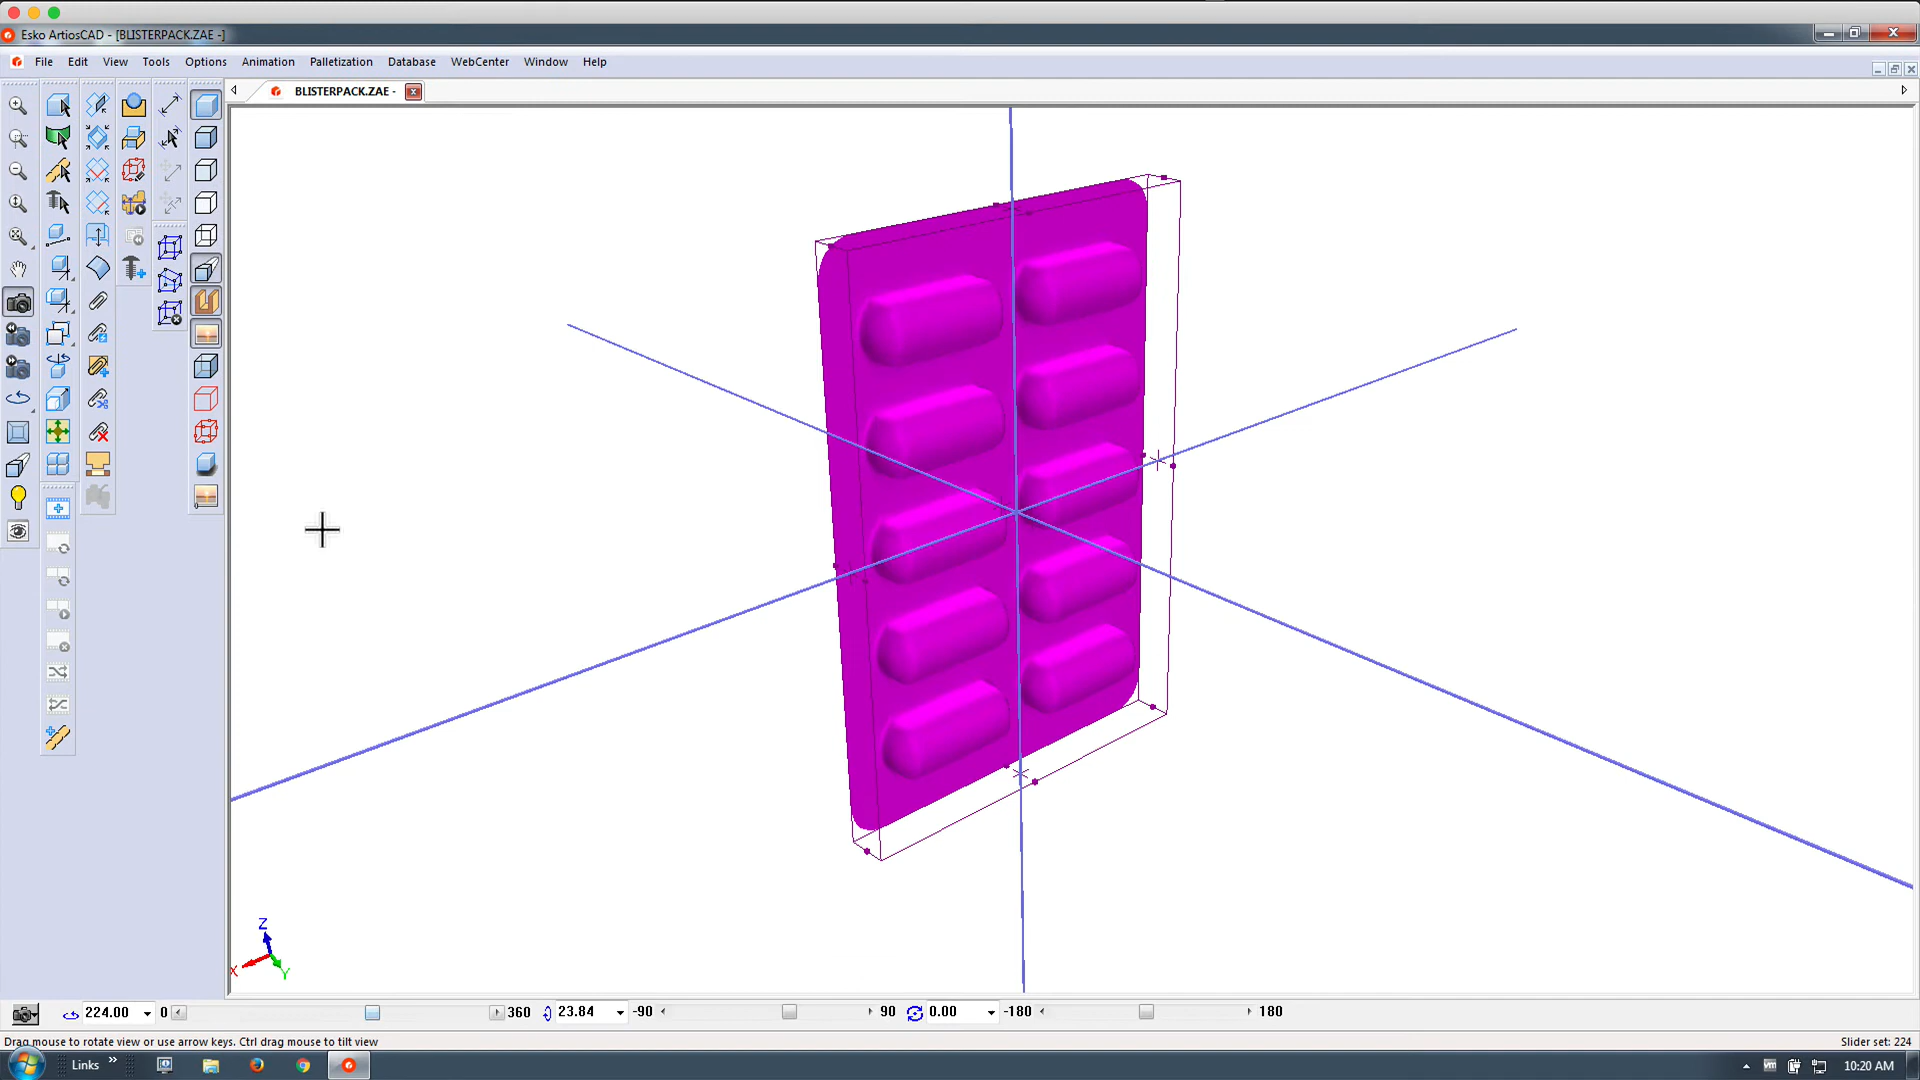 Esko ArtiosCAD - [BLISTERPACK.ZAE -]
File Edit View Tools Options Animation Palletization Database WebCenter Window Help
BLISTERPACK.ZAE -
Z
X
Y
224.00 0 360 23.84 -90 90 0.00 -180 180
Drag mouse to rotate view or use arrow keys. Ctrl drag mouse to tilt view
Slider set: 224
Links
10:20 AM